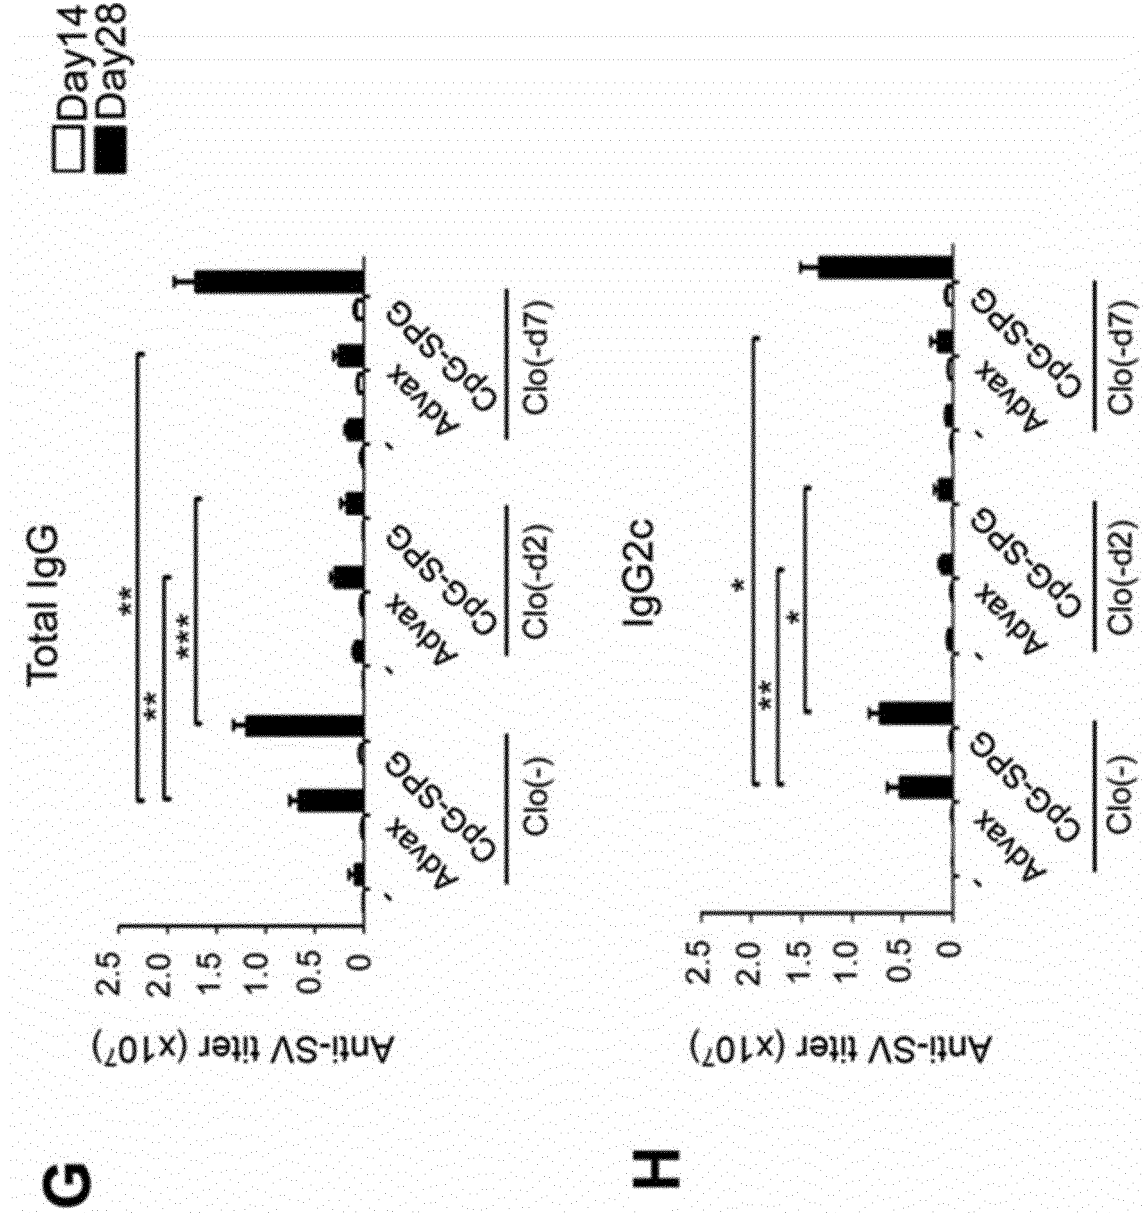 Day14
Day28
G
Total IgG
Anti-SV titer (x10⁷)
2.5
2.0
1.5
1.0
0.5
0
**
**
***
- Advax CpG-SPG - Advax CpG-SPG - Advax CpG-SPG
Clo(-) Clo(-d2) Clo(-d7)
H
IgG2c
Anti-SV titer (x10⁷)
2.5
2.0
1.5
1.0
0.5
0
*
**
*
- Advax CpG-SPG - Advax CpG-SPG - Advax CpG-SPG
Clo(-) Clo(-d2) Clo(-d7)